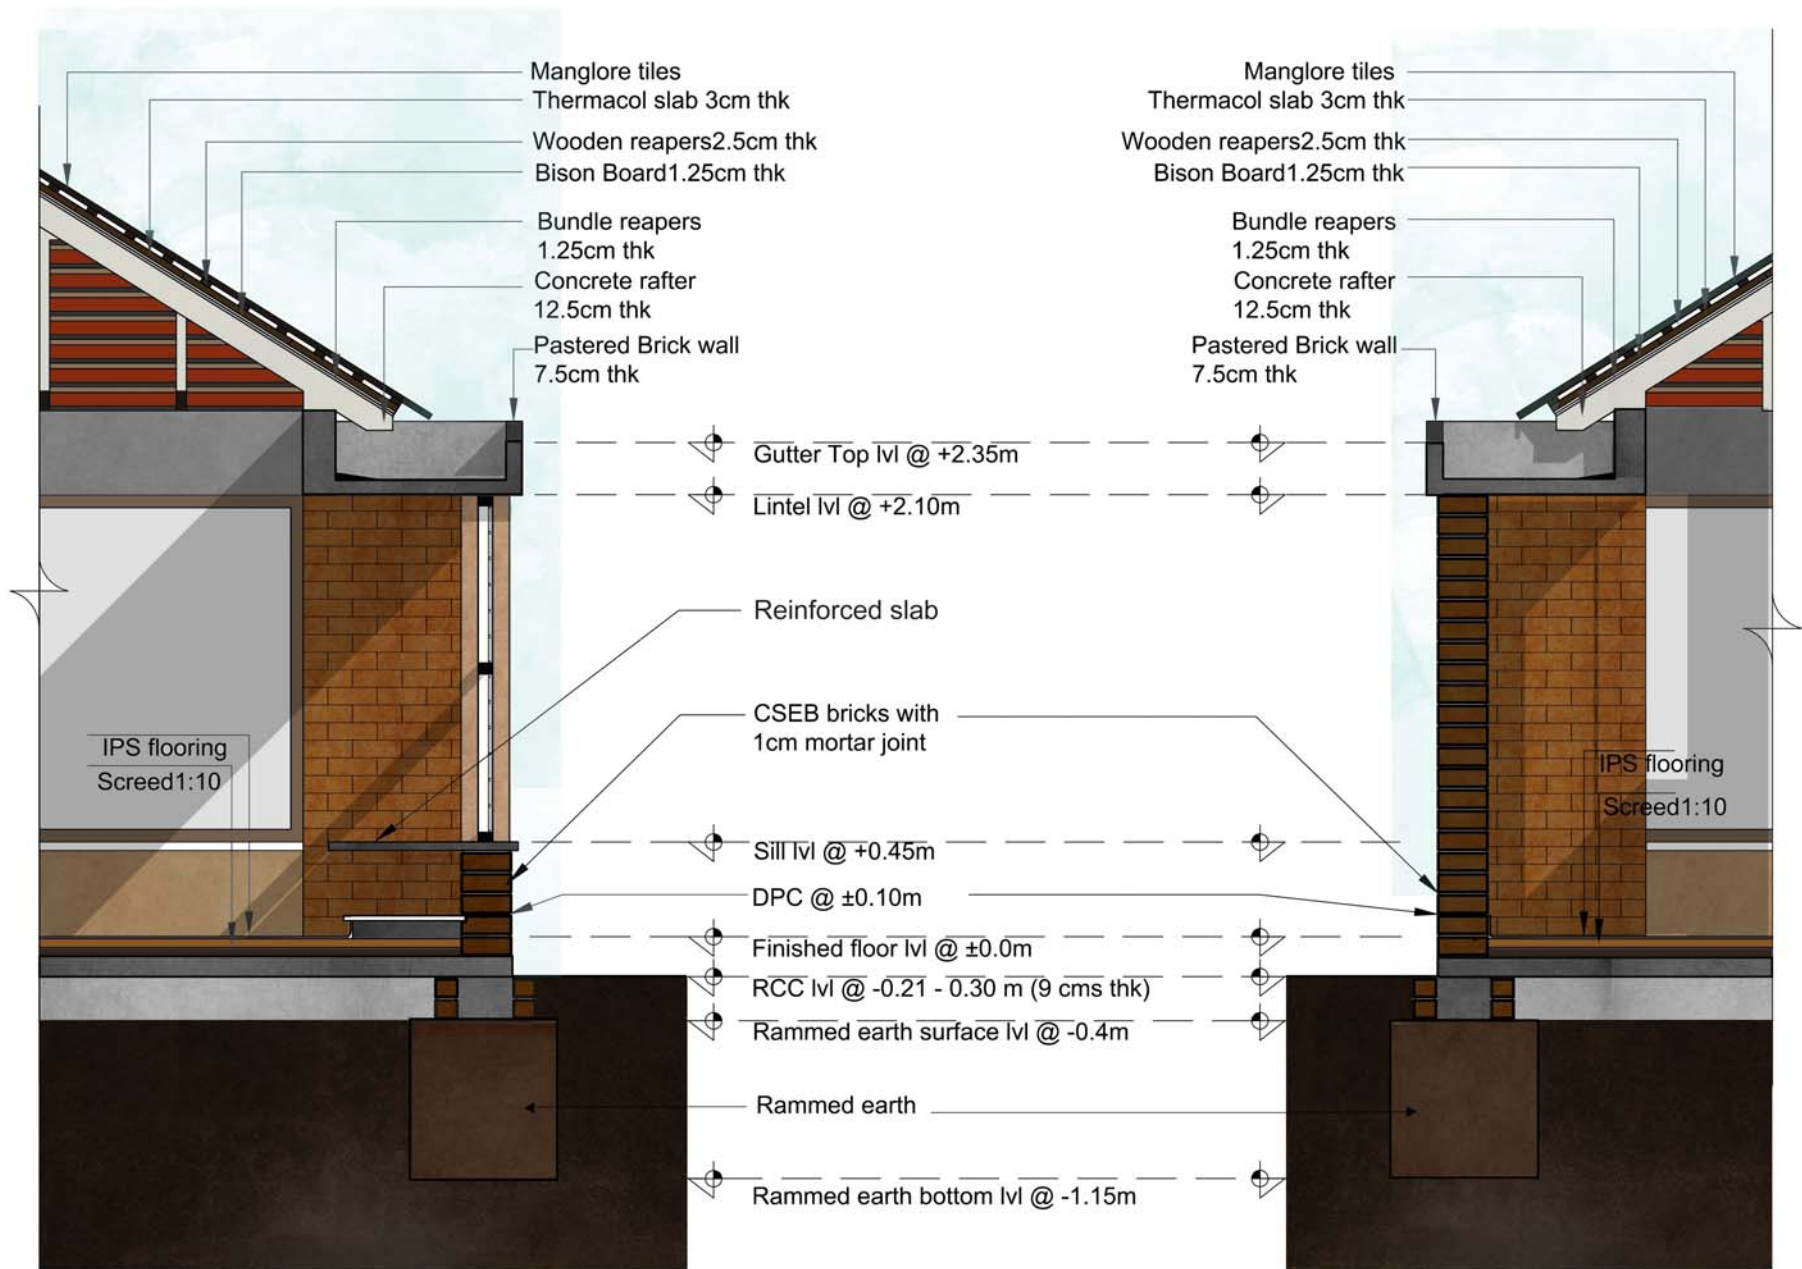 Manglore tiles
Thermacol slab 3cm thk
Wooden reapers2.5cm thk
Bison Board1.25cm thk
Bundle reapers
1.25cm thk
Concrete rafter
12.5cm thk
Pastered Brick wall
7.5cm thk
Manglore tiles
Thermacol slab 3cm thk
Wooden reapers2.5cm thk
Bison Board1.25cm thk
Bundle reapers
1.25cm thk
Concrete rafter
12.5cm thk
Pastered Brick wall
7.5cm thk
Gutter Top lvl @ +2.35m
Lintel lvl @ +2.10m
Reinforced slab
CSEB bricks with
1cm mortar joint
IPS flooring
Screed1:10
IPS flooring
Screed1:10
Sill lvl @ +0.45m
DPC @ ±0.10m
Finished floor lvl @ ±0.0m
RCC lvl @ -0.21 - 0.30 m (9 cms thk)
Rammed earth surface lvl @ -0.4m
Rammed earth
Rammed earth bottom lvl @ -1.15m